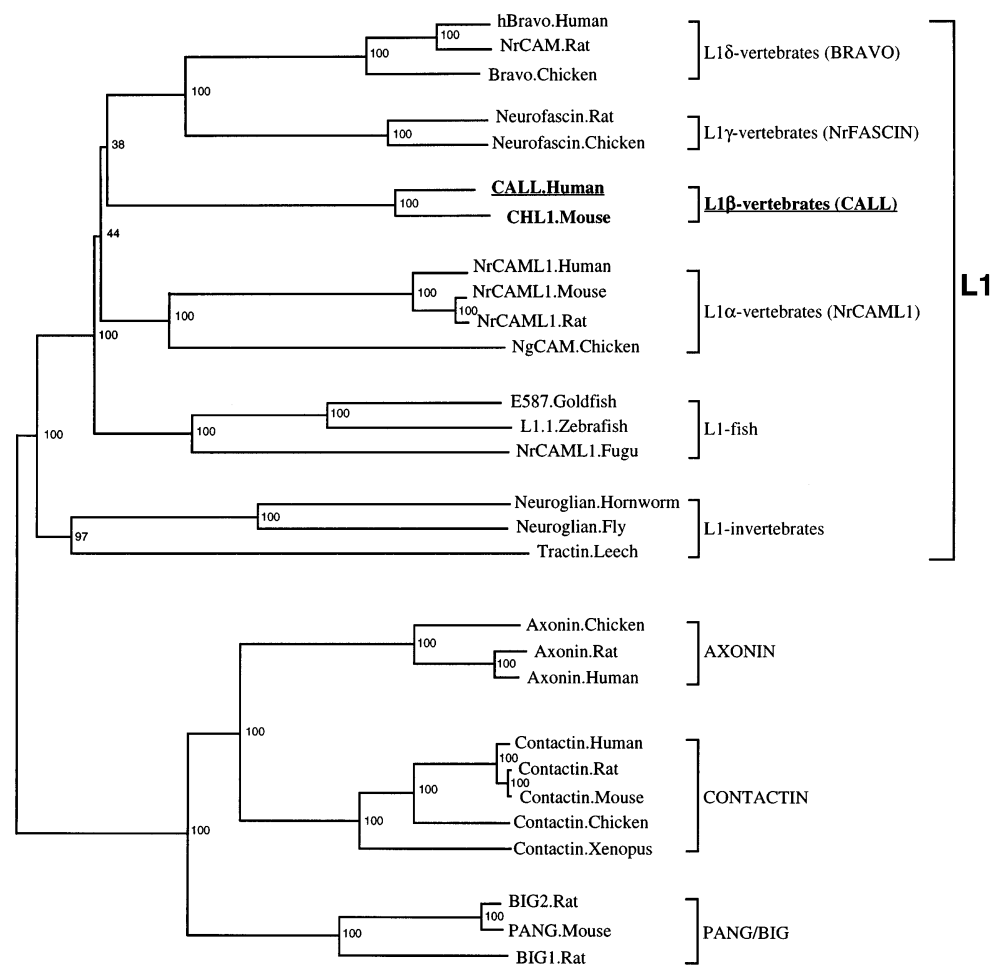 hBravo.Human
100
NrCAM.Rat
100
L1δ-vertebrates (BRAVO)
Bravo.Chicken
100
Neurofascin.Rat
100
L1γ-vertebrates (NrFASCIN)
Neurofascin.Chicken
38
CALL.Human
100
L1β-vertebrates (CALL)
CHL1.Mouse
44
NrCAML1.Human
100
NrCAML1.Mouse
L1
100
L1α-vertebrates (NrCAML1)
100
NrCAML1.Rat
100
NgCAM.Chicken
E587.Goldfish
100
L1.1.Zebrafish
100
100
L1-fish
NrCAML1.Fugu
Neuroglian.Hornworm
100
Neuroglian.Fly
L1-invertebrates
97
Tractin.Leech
Axonin.Chicken
100
Axonin.Rat
AXONIN
100
Axonin.Human
100
Contactin.Human
100
Contactin.Rat
100
100
Contactin.Mouse
CONTACTIN
100
Contactin.Chicken
100
Contactin.Xenopus
BIG2.Rat
100
PANG.Mouse
100
PANG/BIG
BIG1.Rat